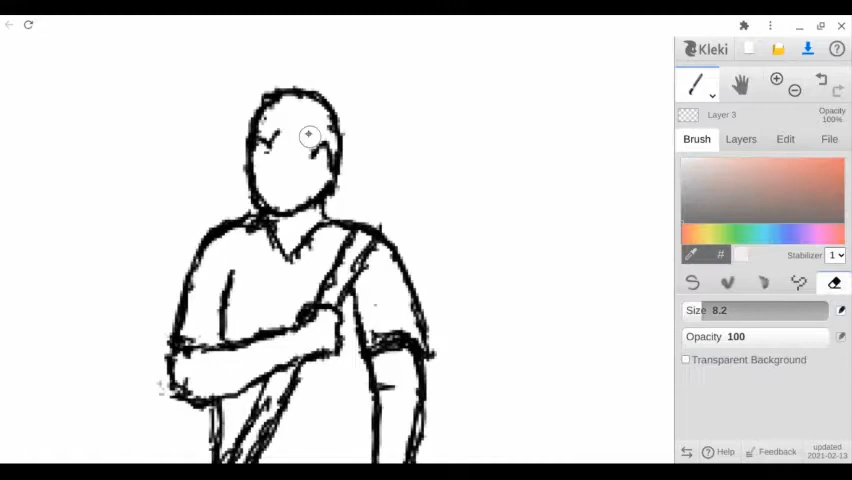 Kleki
Layer 3
Opacity
100%
Brush
Layers
Edit
File
#
Stabilizer
1
Size 8.2
Opacity 100
Transparent Background
Help
Feedback
updated
2021-02-13